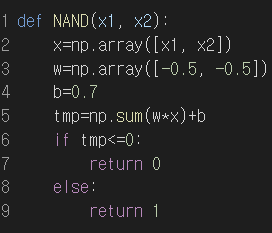 1 def NAND(x1, x2):
2     x=np.array([x1, x2])
3     w=np.array([-0.5, -0.5])
4     b=0.7
5     tmp=np.sum(w*x)+b
6     if tmp<=0:
7         return 0
8     else:
9         return 1